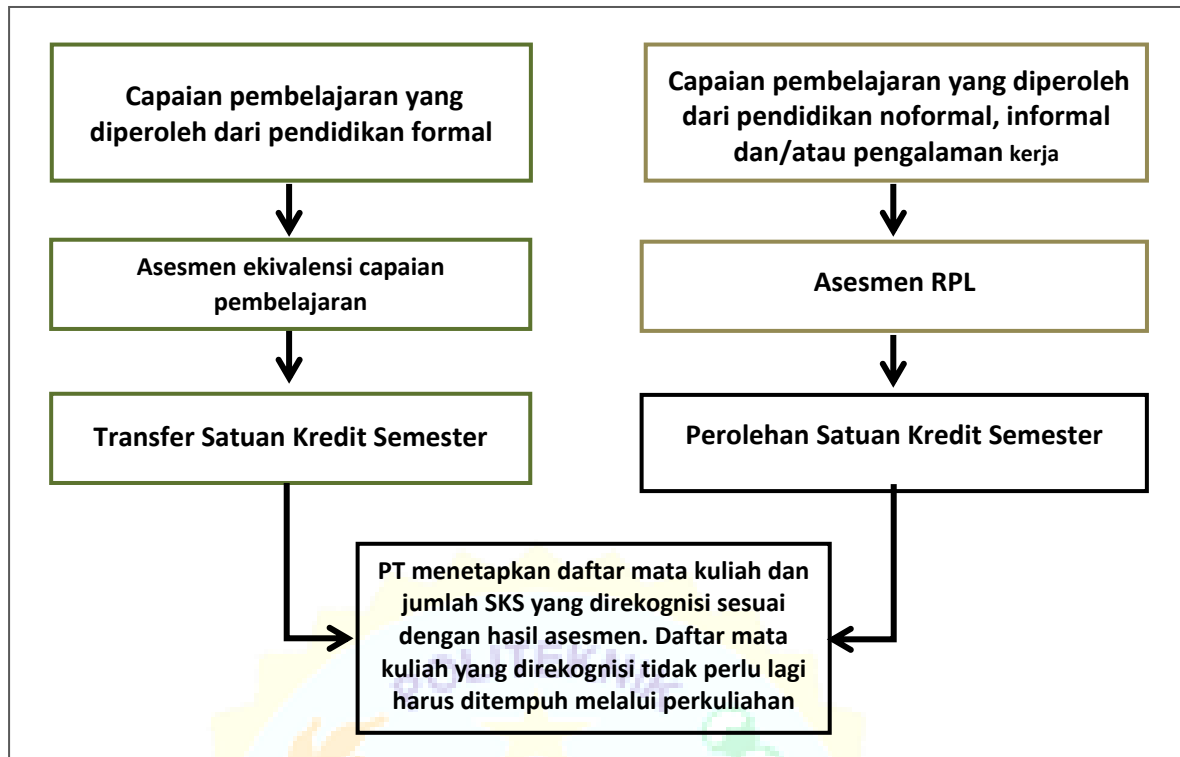 Capaian pembelajaran yang
diperoleh dari pendidikan formal
Asesmen ekivalensi capaian
pembelajaran
Transfer Satuan Kredit Semester
Capaian pembelajaran yang diperoleh
dari pendidikan noformal, informal
dan/atau pengalaman kerja
Asesmen RPL
Perolehan Satuan Kredit Semester
PT menetapkan daftar mata kuliah dan
jumlah SKS yang direkognisi sesuai
dengan hasil asesmen. Daftar mata
kuliah yang direkognisi tidak perlu lagi
harus ditempuh melalui perkuliahan
POLITEKNIK